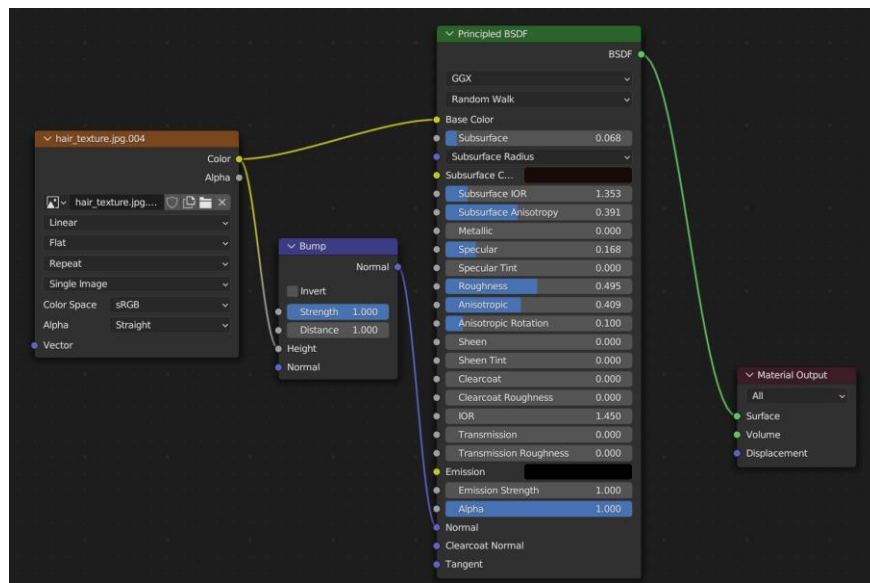 hair_texture.jpg.004
Color
Alpha
hair_texture.jpg....
Linear
Flat
Repeat
Single Image
Color Space sRGB
Alpha Straight
Vector
Bump
Normal
Invert
Strength 1.000
Distance 1.000
Height
Normal
Principled BSDF
BSDF
GGX
Random Walk
Base Color
Subsurface 0.068
Subsurface Radius
Subsurface C...
Subsurface IOR 1.353
Subsurface Anisotropy 0.391
Metallic 0.000
Specular 0.168
Specular Tint 0.000
Roughness 0.495
Anisotropic 0.409
Anisotropic Rotation 0.100
Sheen 0.000
Sheen Tint 0.000
Clearcoat 0.000
Clearcoat Roughness 0.000
IOR 1.450
Transmission 0.000
Transmission Roughness 0.000
Emission
Emission Strength 1.000
Alpha 1.000
Normal
Clearcoat Normal
Tangent
Material Output
All
Surface
Volume
Displacement